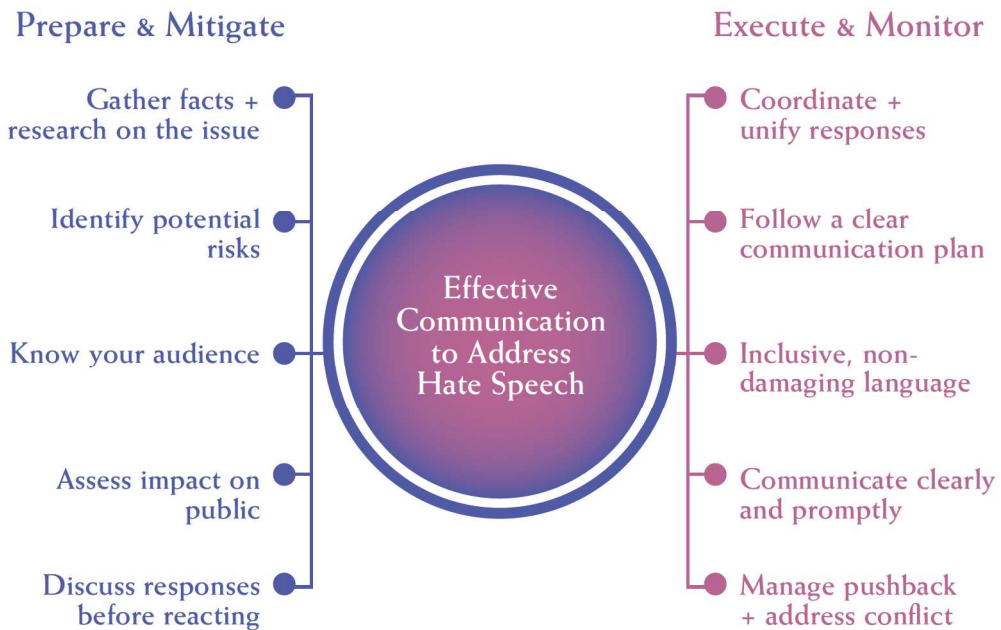 Prepare & Mitigate
Gather facts +
research on the issue
Identify potential
risks
Know your audience
Assess impact on
public
Discuss responses
before reacting
Effective
Communication
to Address
Hate Speech
Execute & Monitor
Coordinate +
unify responses
Follow a clear
communication plan
Inclusive, non-
damaging language
Communicate clearly
and promptly
Manage pushback
+ address conflict